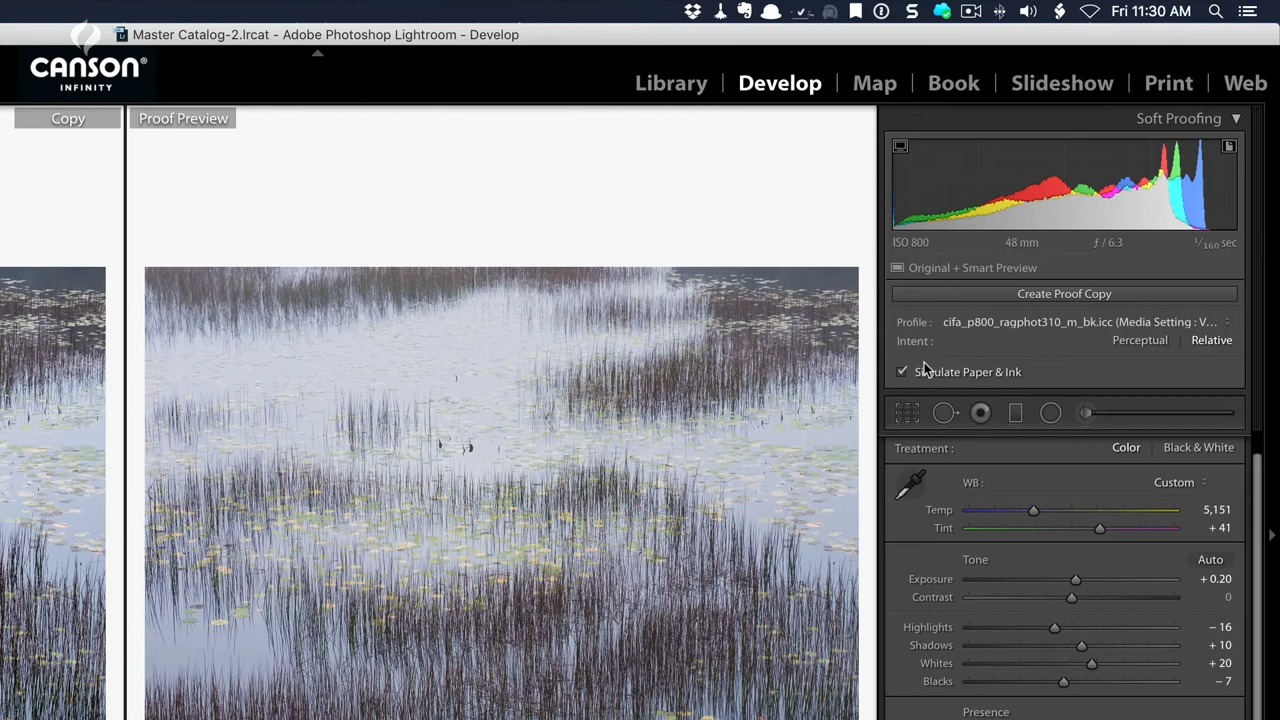 Fri 11:30 AM
Master Catalog-2.lrcat - Adobe Photoshop Lightroom - Develop
CANSON®
INFINITY
Library | Develop | Map | Book | Slideshow | Print | Web
Copy
Proof Preview
Soft Proofing
ISO 800 48 mm ƒ / 6.3 1/160 sec
Original + Smart Preview
Create Proof Copy
Profile : cifa_p800_ragphot310_m_bk.icc (Media Setting : V...
Intent : Perceptual Relative
Simulate Paper & Ink
Treatment : Color Black & White
WB : Custom
Temp 5,151
Tint + 41
Tone Auto
Exposure + 0.20
Contrast 0
Highlights − 16
Shadows + 10
Whites + 20
Blacks − 7
Presence